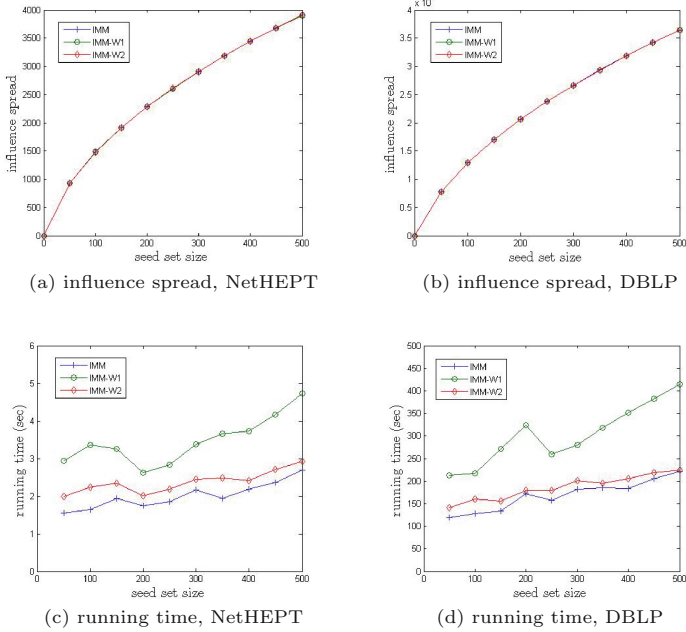 4000
3500
3000
2500
2000
1500
1000
500
0
influence spread
IMM
IMM-W1
IMM-W2
0 100 200 300 400 500
seed set size
(a) influence spread, NetHEPT
4
3.5
3
2.5
2
1.5
1
0.5
0
influence spread
IMM
IMM-W1
IMM-W2
0 100 200 300 400 500
seed set size
(b) influence spread, DBLP
6
5
4
3
2
1
0
running time (sec)
IMM
IMM-W1
IMM-W2
0 100 200 300 400 500
seed set size
(c) running time, NetHEPT
500
450
400
350
300
250
200
150
100
50
0
running time (sec)
IMM
IMM-W1
IMM-W2
0 100 200 300 400 500
seed set size
(d) running time, DBLP